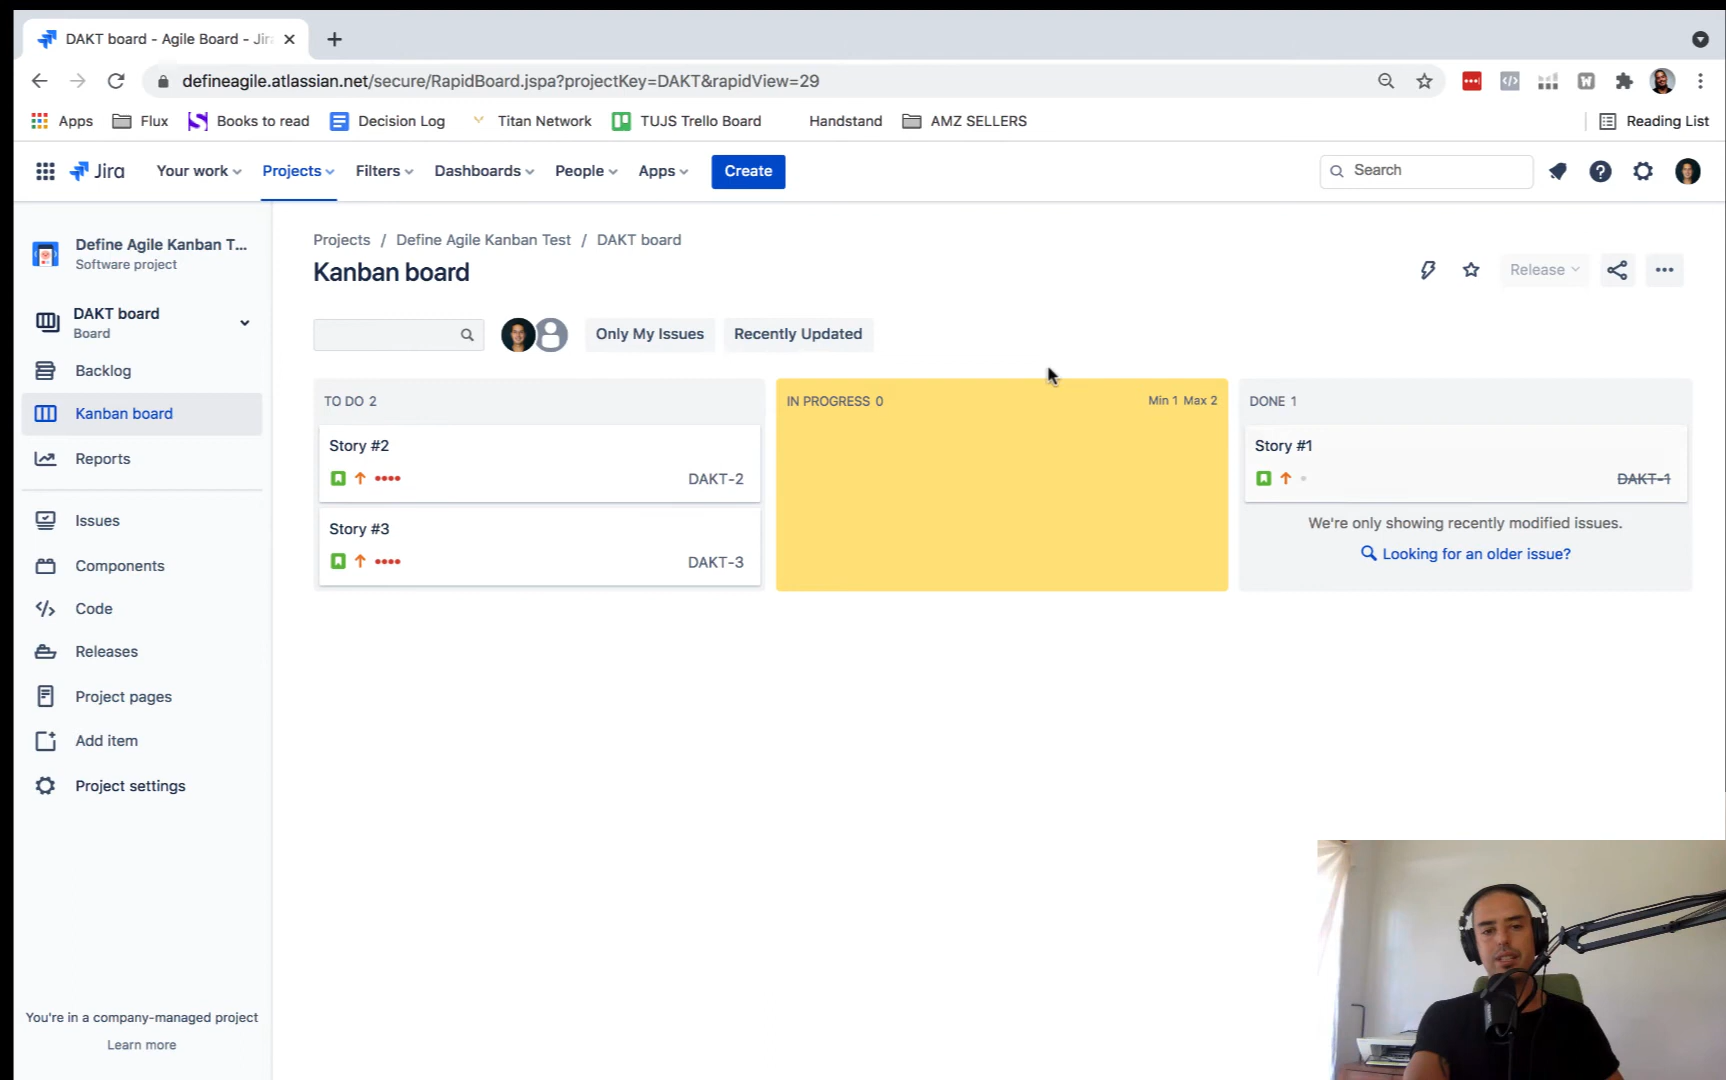 DAKT board - Agile Board - Jir
defineagile.atlassian.net/secure/RapidBoard.jspa?projectKey=DAKT&rapidView=29
Apps Flux Books to read Decision Log Titan Network TUJS Trello Board Handstand AMZ SELLERS Reading List
Jira Your work Projects Filters Dashboards People Apps Create Search
Define Agile Kanban T...
Software project
DAKT board
Board
Backlog
Kanban board
Reports
Issues
Components
Code
Releases
Project pages
Add item
Project settings
You're in a company-managed project
Learn more
Projects / Define Agile Kanban Test / DAKT board
Kanban board
Release
Only My Issues Recently Updated
TO DO 2
Story #2
DAKT-2
Story #3
DAKT-3
IN PROGRESS 0 Min 1 Max 2
DONE 1
Story #1
DAKT-1
We're only showing recently modified issues.
Looking for an older issue?